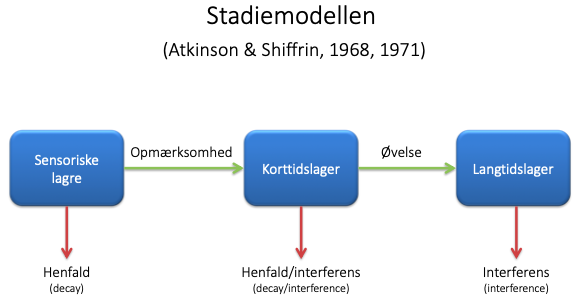 Stadiemodellen
(Atkinson & Shiffrin, 1968, 1971)
Sensoriske
lagre
Opmærksomhed
Korttidslager
Øvelse
Langtidslager
Henfald
(decay)
Henfald/interferens
(decay/interference)
Interferens
(interference)